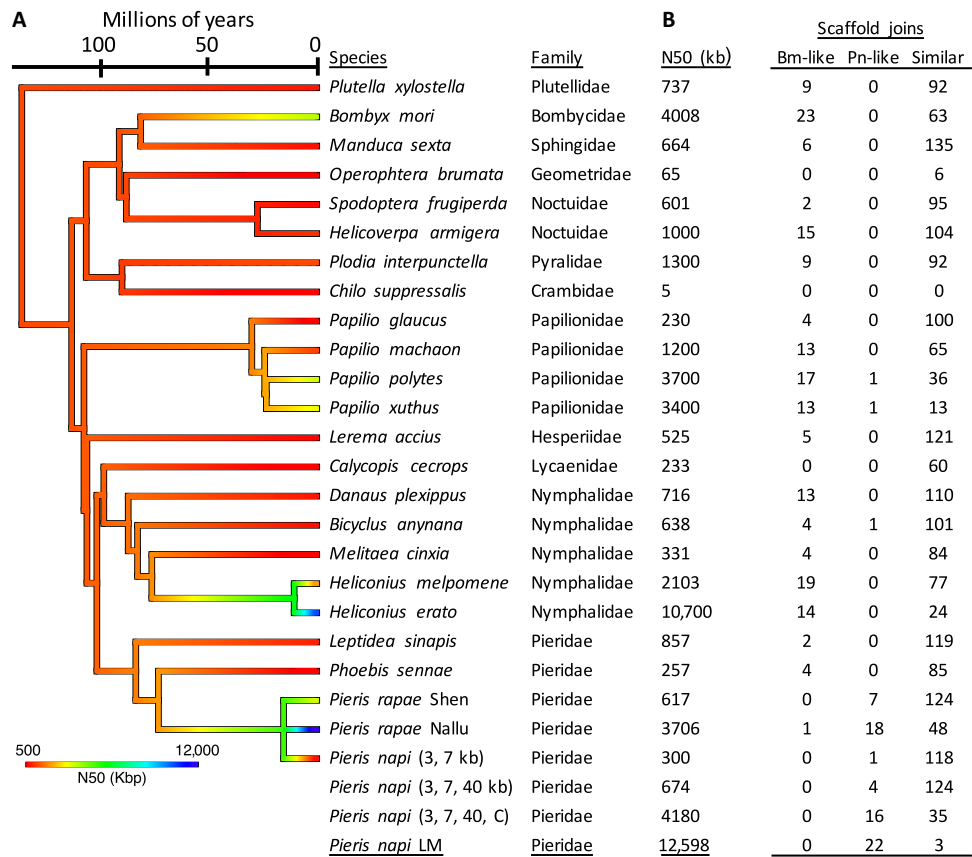 A
Millions of years
100 50 0
B
Scaffold joins
Species Family N50 (kb) Bm-like Pn-like Similar
Plutella xylostella Plutellidae 737 9 0 92
Bombyx mori Bombycidae 4008 23 0 63
Manduca sexta Sphingidae 664 6 0 135
Operophtera brumata Geometridae 65 0 0 6
Spodoptera frugiperda Noctuidae 601 2 0 95
Helicoverpa armigera Noctuidae 1000 15 0 104
Plodia interpunctella Pyralidae 1300 9 0 92
Chilo suppressalis Crambidae 5 0 0 0
Papilio glaucus Papilionidae 230 4 0 100
Papilio machaon Papilionidae 1200 13 0 65
Papilio polytes Papilionidae 3700 17 1 36
Papilio xuthus Papilionidae 3400 13 1 13
Lerema accius Hesperiidae 525 5 0 121
Calycopis cecrops Lycaenidae 233 0 0 60
Danaus plexippus Nymphalidae 716 13 0 110
Bicyclus anynana Nymphalidae 638 4 1 101
Melitaea cinxia Nymphalidae 331 4 0 84
Heliconius melpomene Nymphalidae 2103 19 0 77
Heliconius erato Nymphalidae 10,700 14 0 24
Leptidea sinapis Pieridae 857 2 0 119
Phoebis sennae Pieridae 257 4 0 85
Pieris rapae Shen Pieridae 617 0 7 124
Pieris rapae Nallu Pieridae 3706 1 18 48
Pieris napi (3, 7 kb) Pieridae 300 0 1 118
Pieris napi (3, 7, 40 kb) Pieridae 674 0 4 124
Pieris napi (3, 7, 40, C) Pieridae 4180 0 16 35
Pieris napi LM Pieridae 12,598 0 22 3
500 12,000
N50 (Kbp)